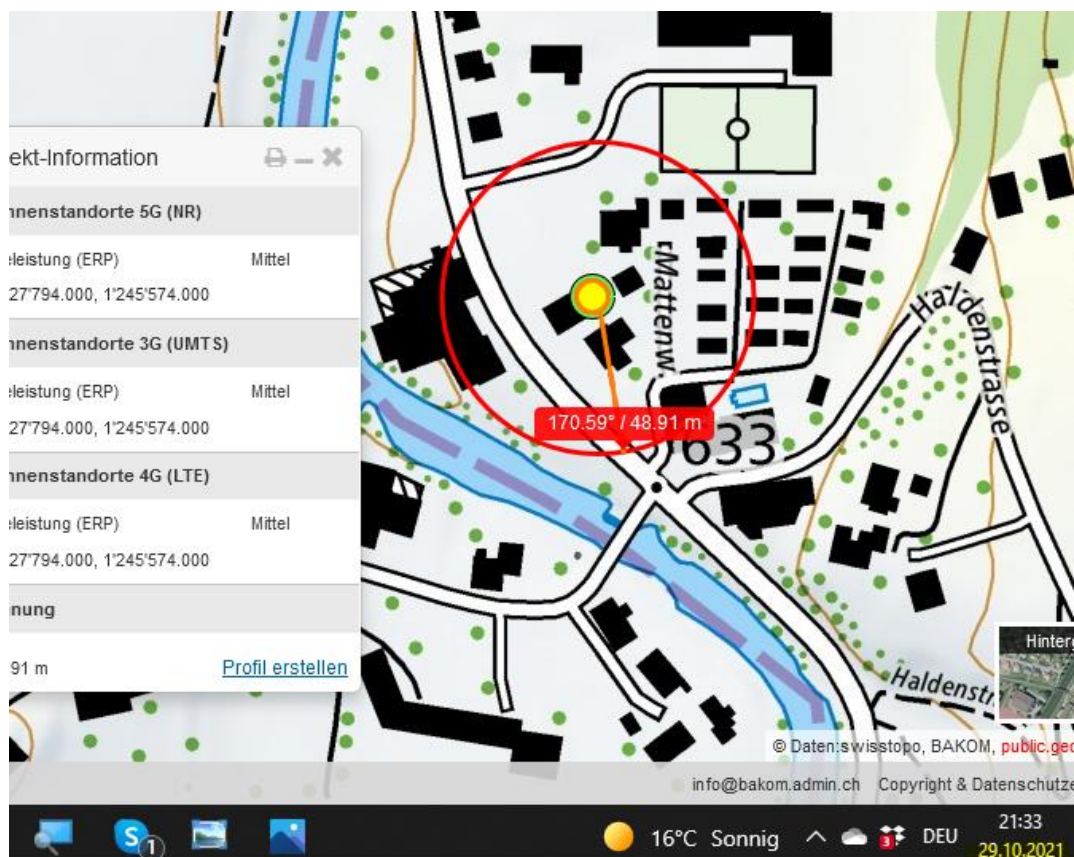 ekt-Information
nnenstandorte 5G (NR)
eleistung (ERP) Mittel
27'794.000, 1'245'574.000
nnenstandorte 3G (UMTS)
eleistung (ERP) Mittel
27'794.000, 1'245'574.000
nnenstandorte 4G (LTE)
eleistung (ERP) Mittel
27'794.000, 1'245'574.000
nung
91 m Profil erstellen
Mattenw.
Haldenstrasse
170.59° / 48.91 m
633
Haldenstr
Hinterg
© Daten:swisstopo, BAKOM, public.geo
info@bakom.admin.ch Copyright & Datenschutze
1
16°C Sonnig
3
DEU
21:33
29.10.2021